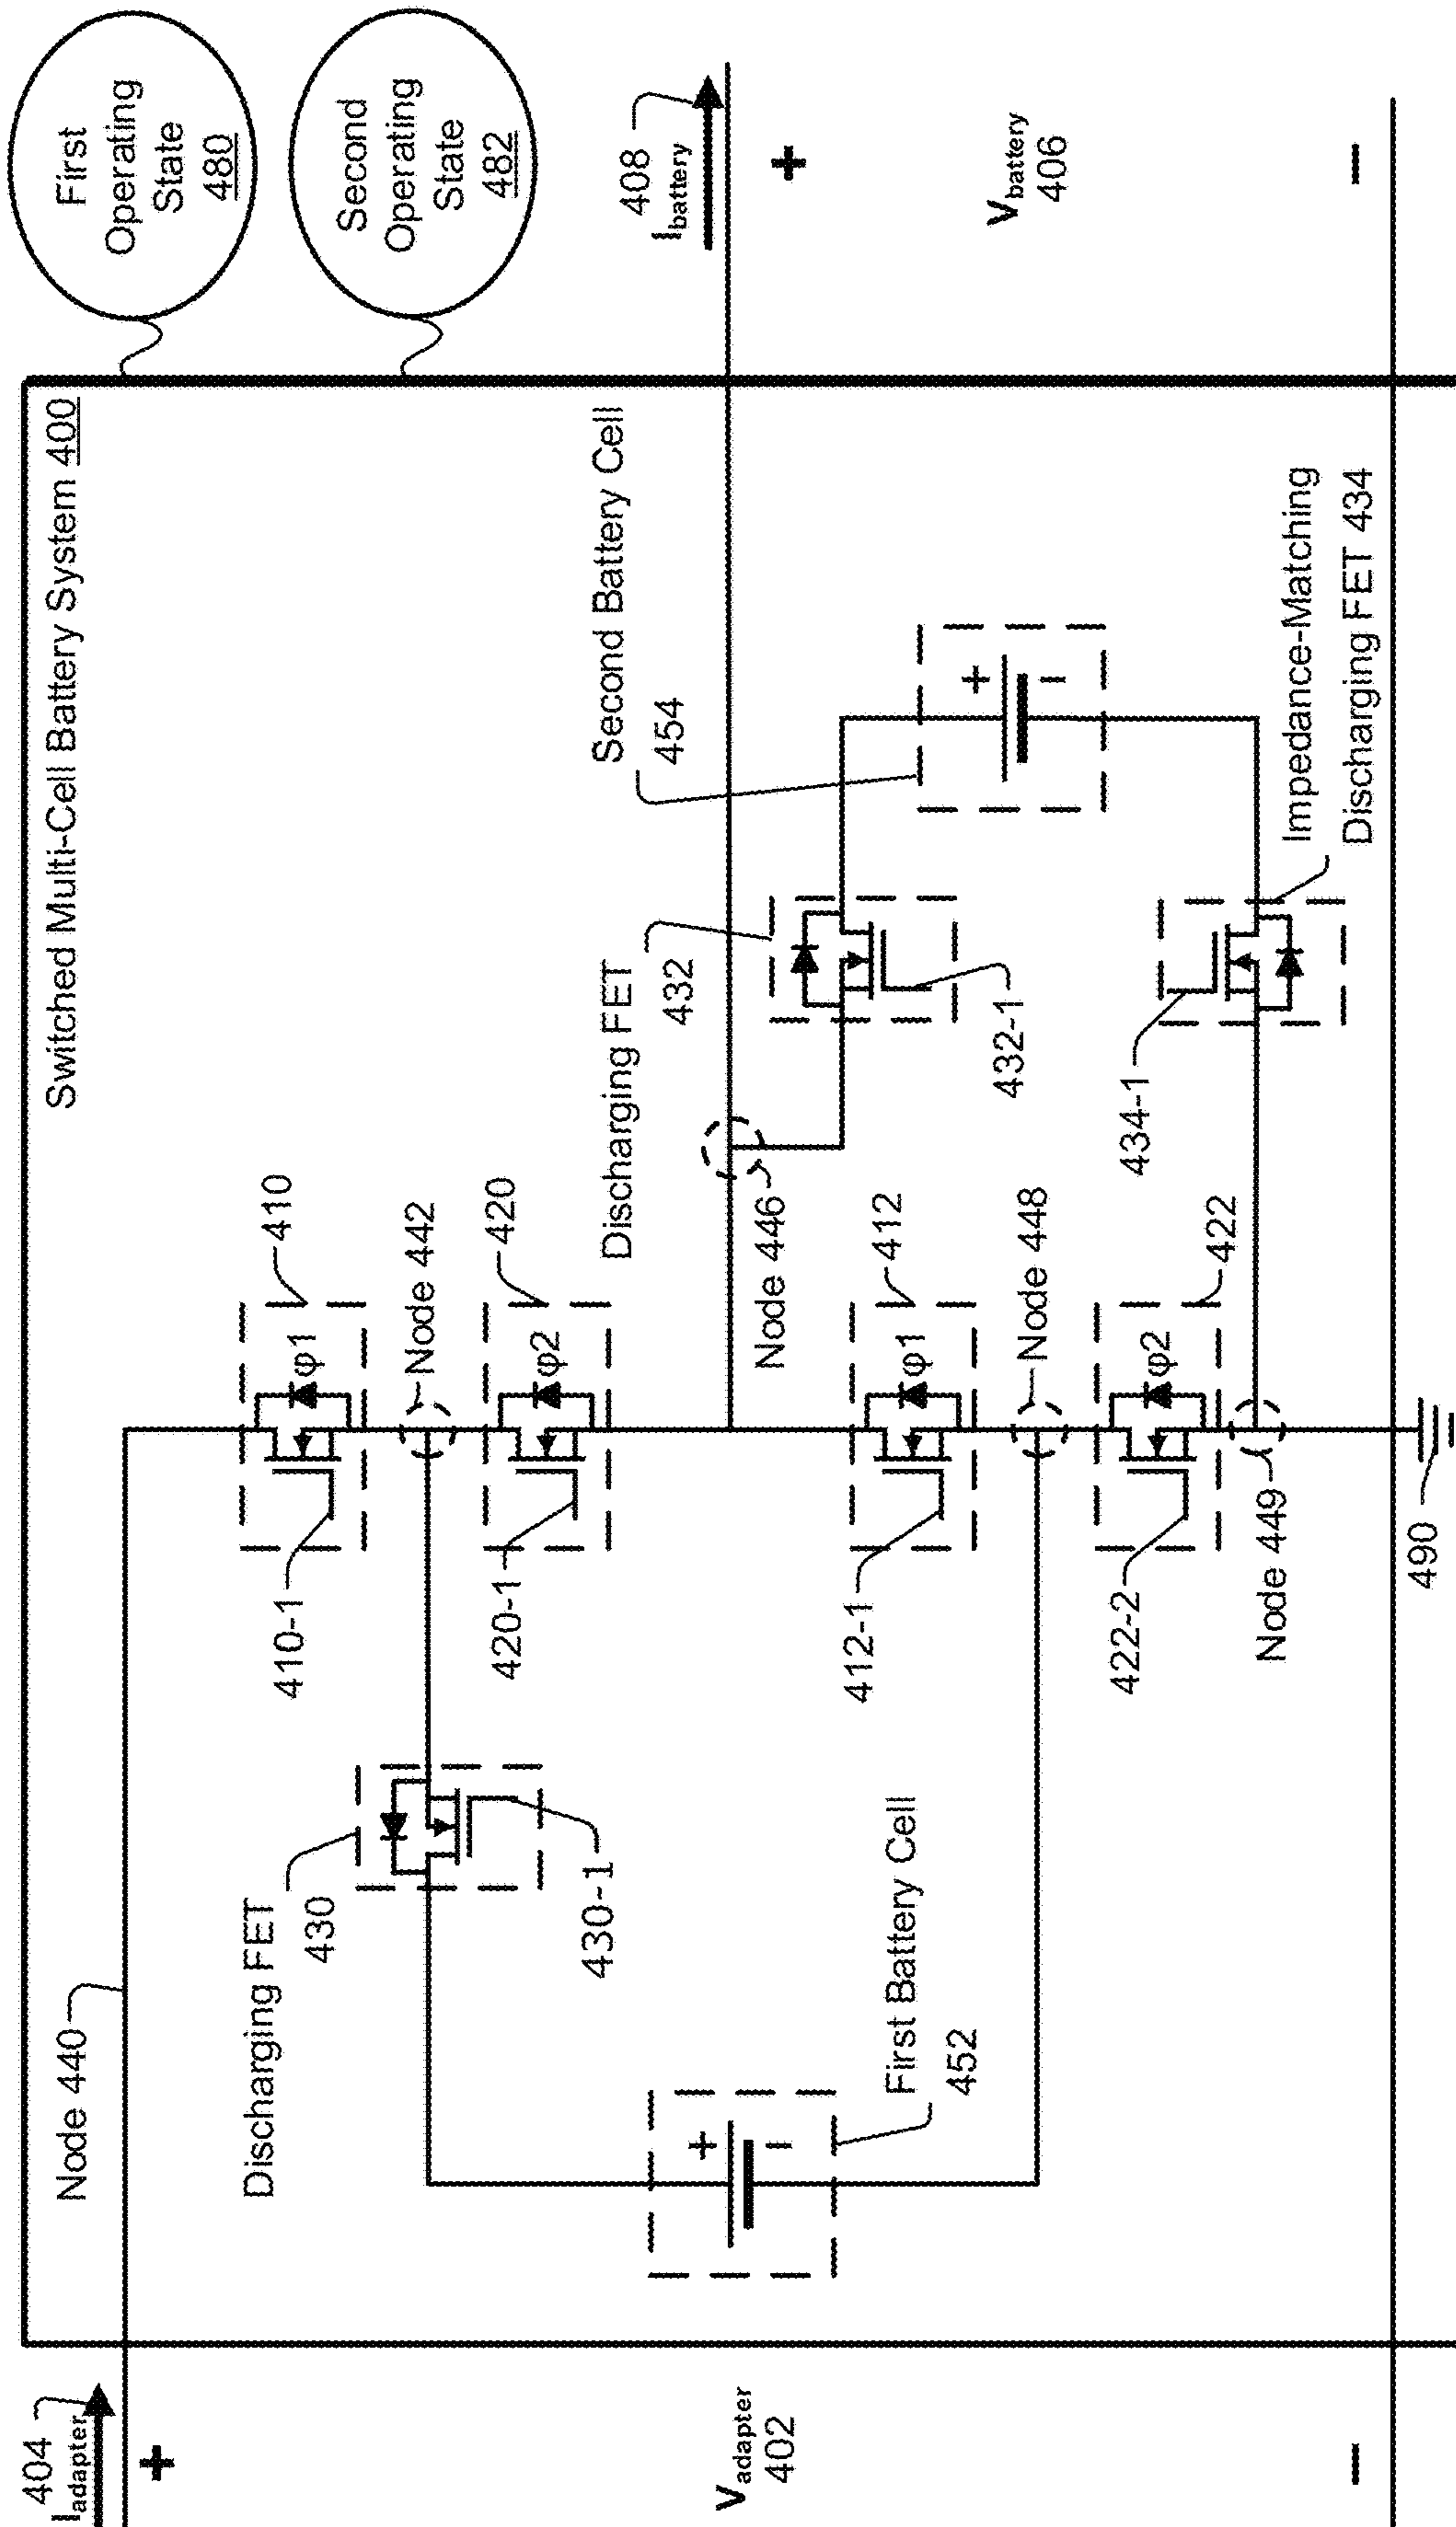 Switched Multi-Cell Battery System 400
First
Operating
State
480
Second
Operating
State
482
404
Iadapter
+
Vadapter
402
−
Node 440
Discharging FET
430
430-1
First Battery Cell
452
+
−
410
φ1
410-1
Node 442
420
φ2
420-1
Node 446
412
φ1
412-1
Node 448
422
φ2
422-2
Node 449
490
Discharging FET
432
432-1
Second Battery Cell
454
+
−
434-1
Impedance-Matching
Discharging FET 434
408
Ibattery
+
Vbattery
406
−